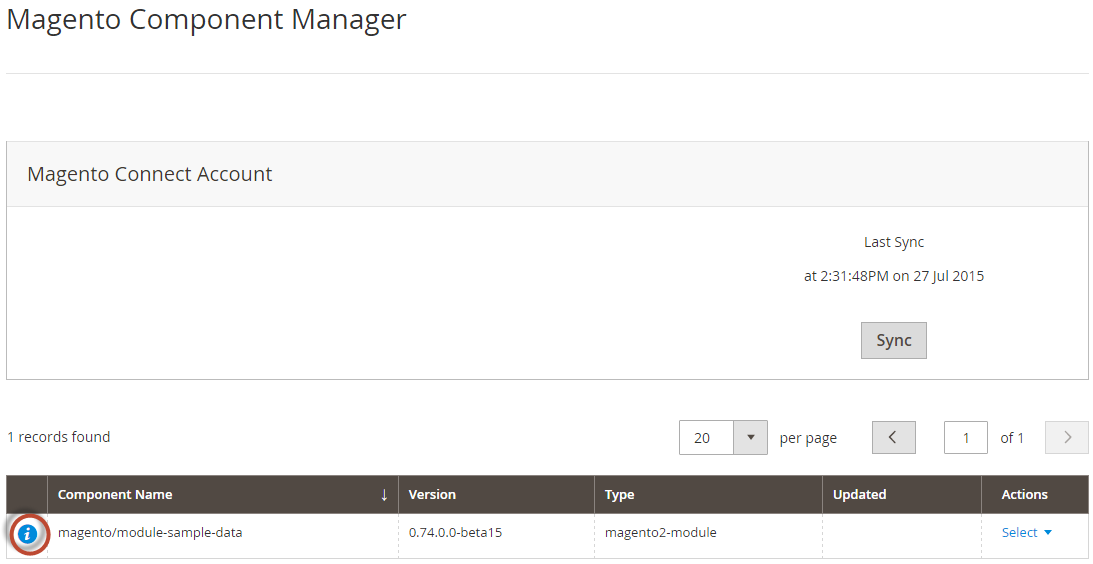 Magento Component Manager
Magento Connect Account
Last Sync
at 2:31:48PM on 27 Jul 2015
Sync
1 records found 20 per page 1 of 1
Component Name ↓ Version Type Updated Actions
magento/module-sample-data 0.74.0.0-beta15 magento2-module Select